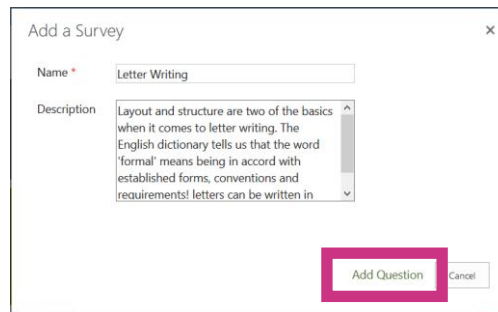 Add a Survey ×
Name * Letter Writing
Description Layout and structure are two of the basics
when it comes to letter writing. The
English dictionary tells us that the word
'formal' means being in accord with
established forms, conventions and
requirements! letters can be written in
Add Question Cancel